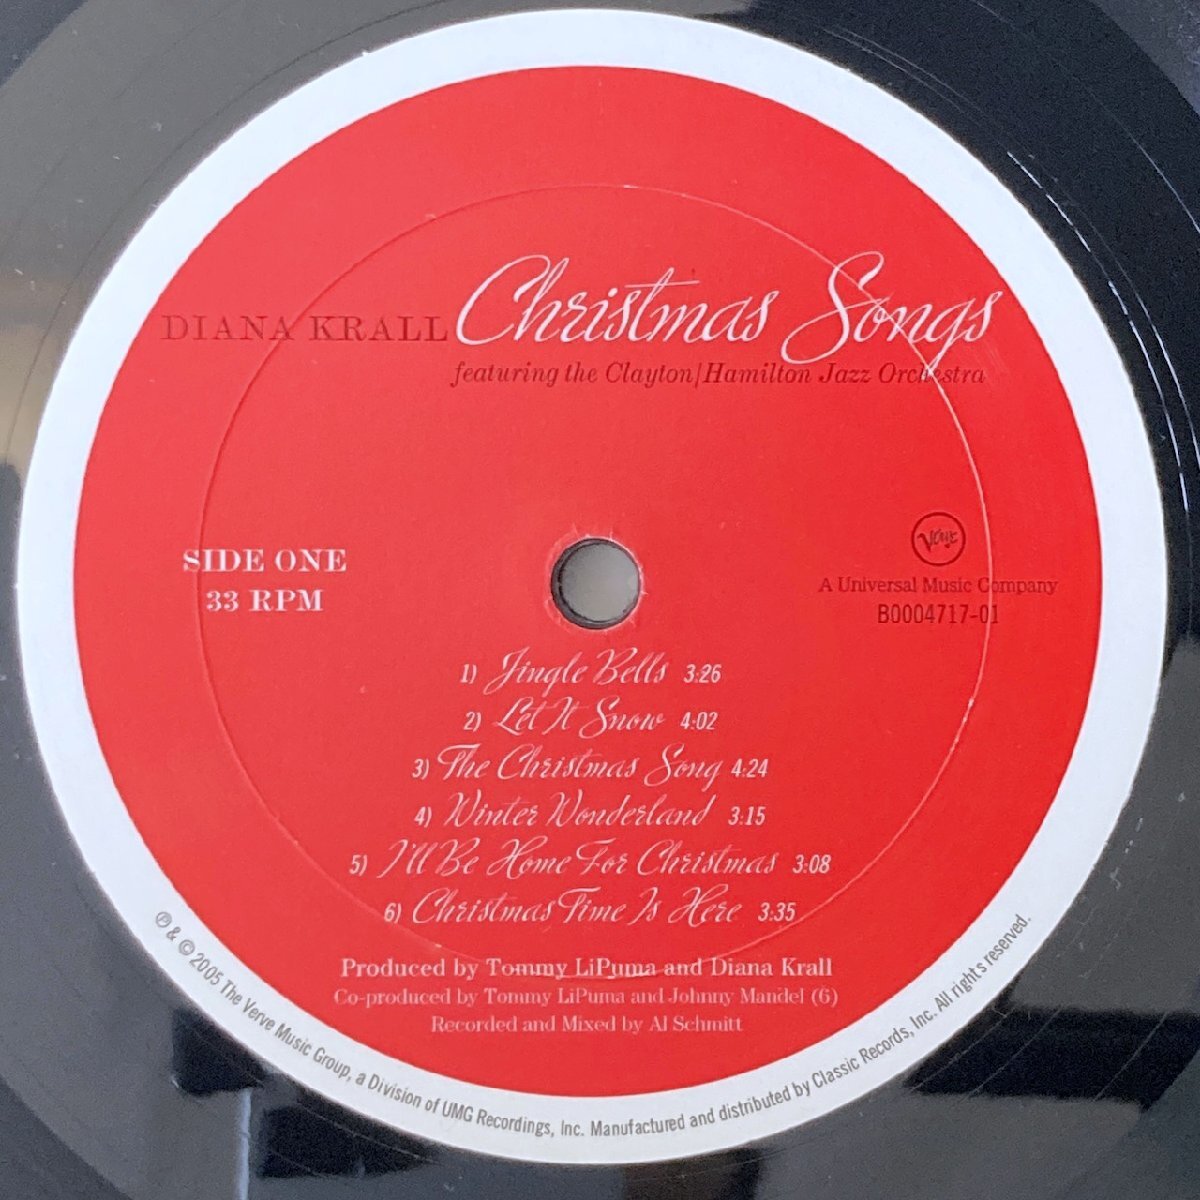 DIANA KRALL Christmas Songs
featuring the Clayton/Hamilton Jazz Orchestra
SIDE ONE
33 RPM
Verve
A Universal Music Company
B0004717-01
1) Jingle Bells 3:26
2) Let It Snow 4:02
3) The Christmas Song 4:24
4) Winter Wonderland 3:15
5) I'll Be Home For Christmas 3:08
6) Christmas Time Is Here 3:35
Produced by Tommy LiPuma and Diana Krall
Co-produced by Tommy LiPuma and Johnny Mandel (6)
Recorded and Mixed by Al Schmitt
℗ & © 2005 The Verve Music Group, a Division of UMG Recordings, Inc. Manufactured and distributed by Classic Records, Inc. All rights reserved.